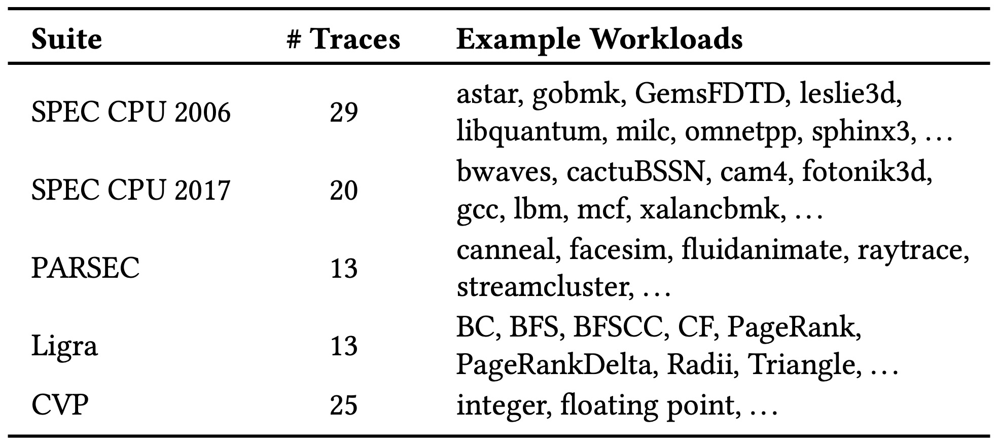 Suite # Traces Example Workloads
SPEC CPU 2006 29 astar, gobmk, GemsFDTD, leslie3d,
libquantum, milc, omnetpp, sphinx3, …
SPEC CPU 2017 20 bwaves, cactuBSSN, cam4, fotonik3d,
gcc, lbm, mcf, xalancbmk, …
PARSEC 13 canneal, facesim, fluidanimate, raytrace,
streamcluster, …
Ligra 13 BC, BFS, BFSCC, CF, PageRank,
PageRankDelta, Radii, Triangle, …
CVP 25 integer, floating point, …